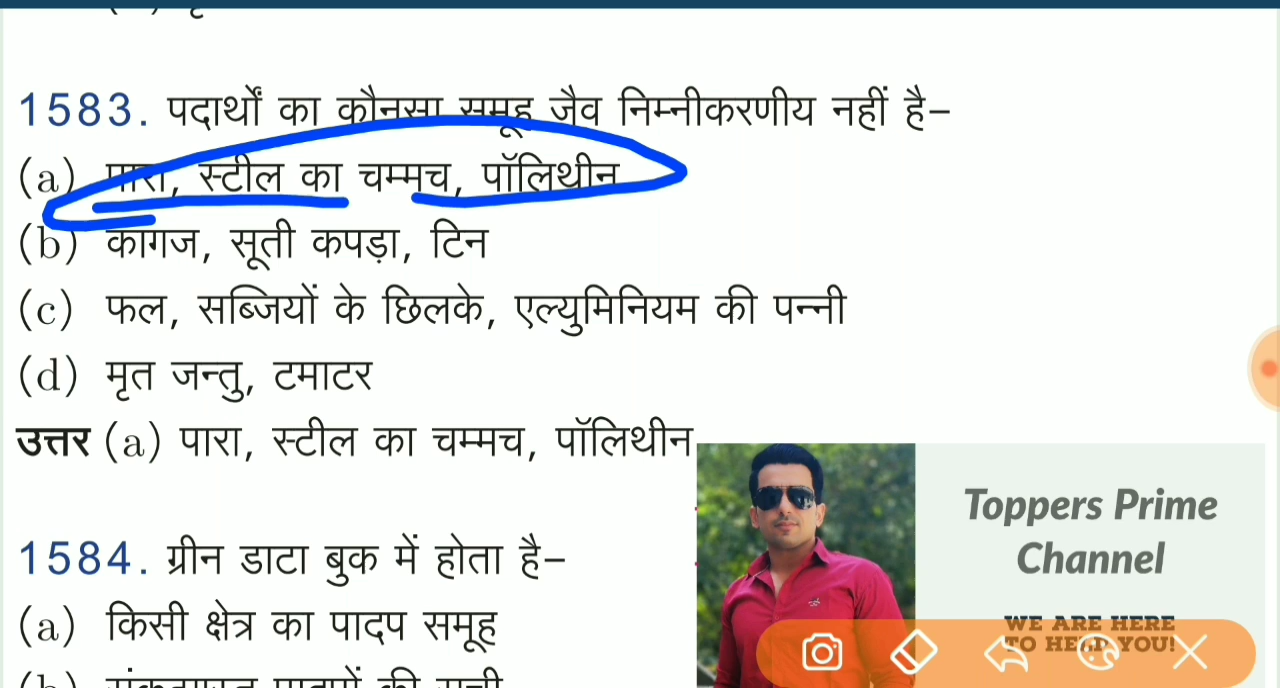 1583. पदार्थों का कौनसा समूह जैव निम्नीकरणीय नहीं है–
(a) पारा, स्टील का चम्मच, पॉलिथीन
(b) कागज, सूती कपड़ा, टिन
(c) फल, सब्जियों के छिलके, एल्युमिनियम की पन्नी
(d) मृत जन्तु, टमाटर
उत्तर (a) पारा, स्टील का चम्मच, पॉलिथीन
1584. ग्रीन डाटा बुक में होता है–
(a) किसी क्षेत्र का पादप समूह
Toppers Prime
Channel
WE ARE HERE
TO HELP YOU!